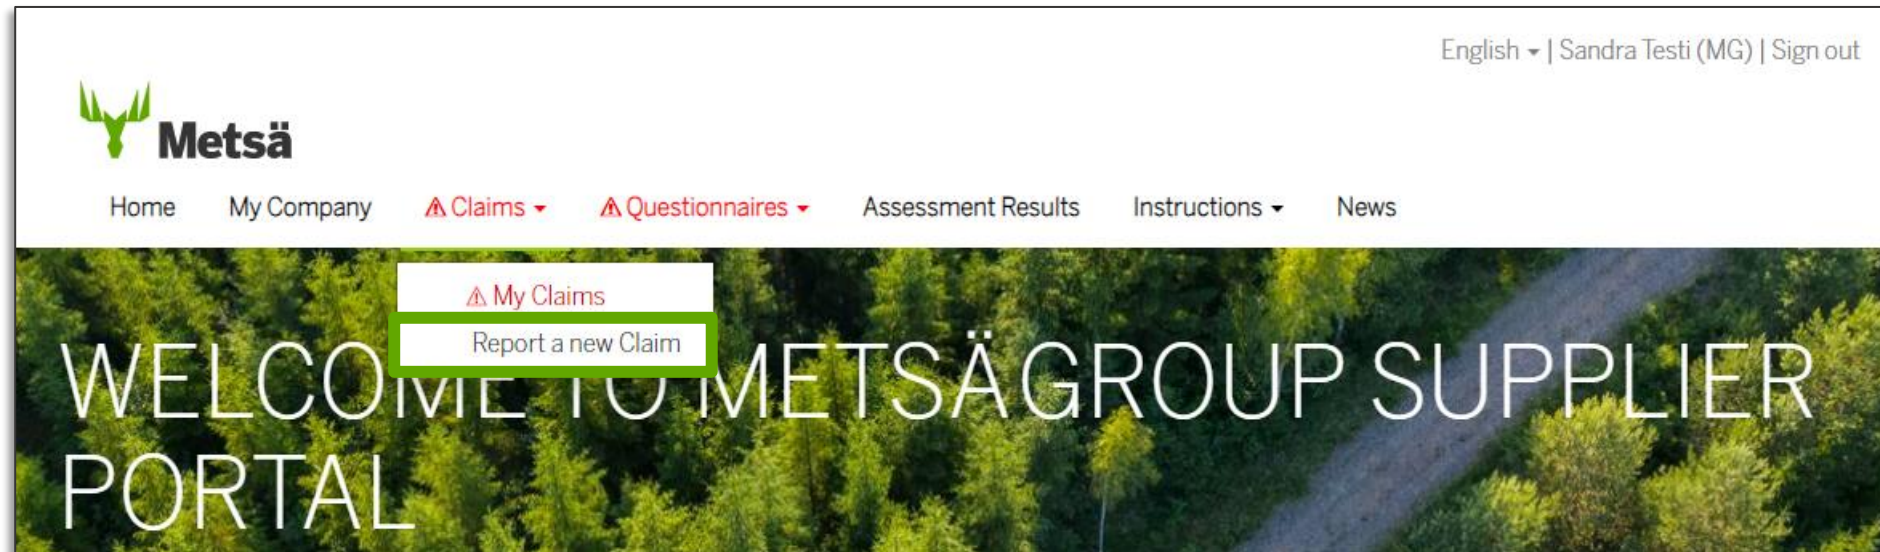 English | Sandra Testi (MG) | Sign out
Metsä
Home My Company Claims Questionnaires Assessment Results Instructions News
My Claims
Report a new Claim
WELCOME TO METSÄGROUP SUPPLIER
PORTAL